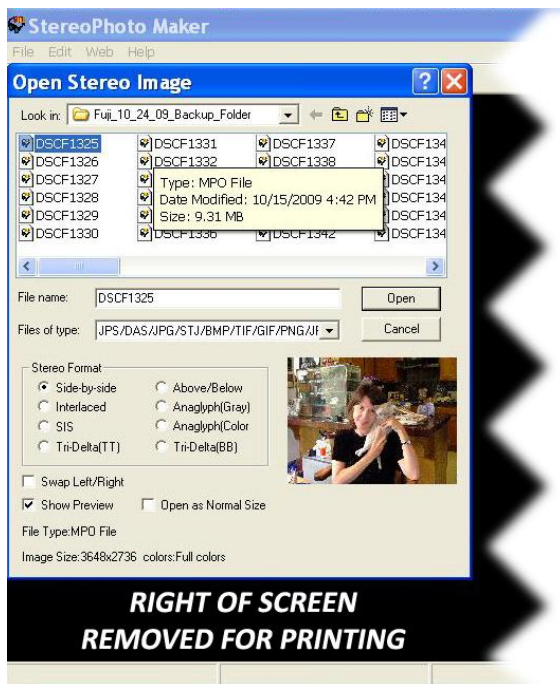 StereoPhoto Maker
File Edit Web Help
Open Stereo Image
Look in: Fuji_10_24_09_Backup_Folder
DSCF1325 DSCF1331 DSCF1337 DSCF134
DSCF1326 DSCF1332 DSCF1338 DSCF134
DSCF1327 DSCF134
DSCF1328 DSCF134
DSCF1329 DSCF134
DSCF1330 DSCF1336 DSCF1342 DSCF134
Type: MPO File
Date Modified: 10/15/2009 4:42 PM
Size: 9.31 MB
File name: DSCF1325 Open
Files of type: JPS/DAS/JPG/STJ/BMP/TIF/GIF/PNG/JF Cancel
Stereo Format
Side-by-side Above/Below
Interlaced Anaglyph(Gray)
SIS Anaglyph(Color
Tri-Delta(TT) Tri-Delta(BB)
Swap Left/Right
Show Preview Open as Normal Size
File Type:MPO File
Image Size:3648x2736 colors:Full colors
RIGHT OF SCREEN
REMOVED FOR PRINTING